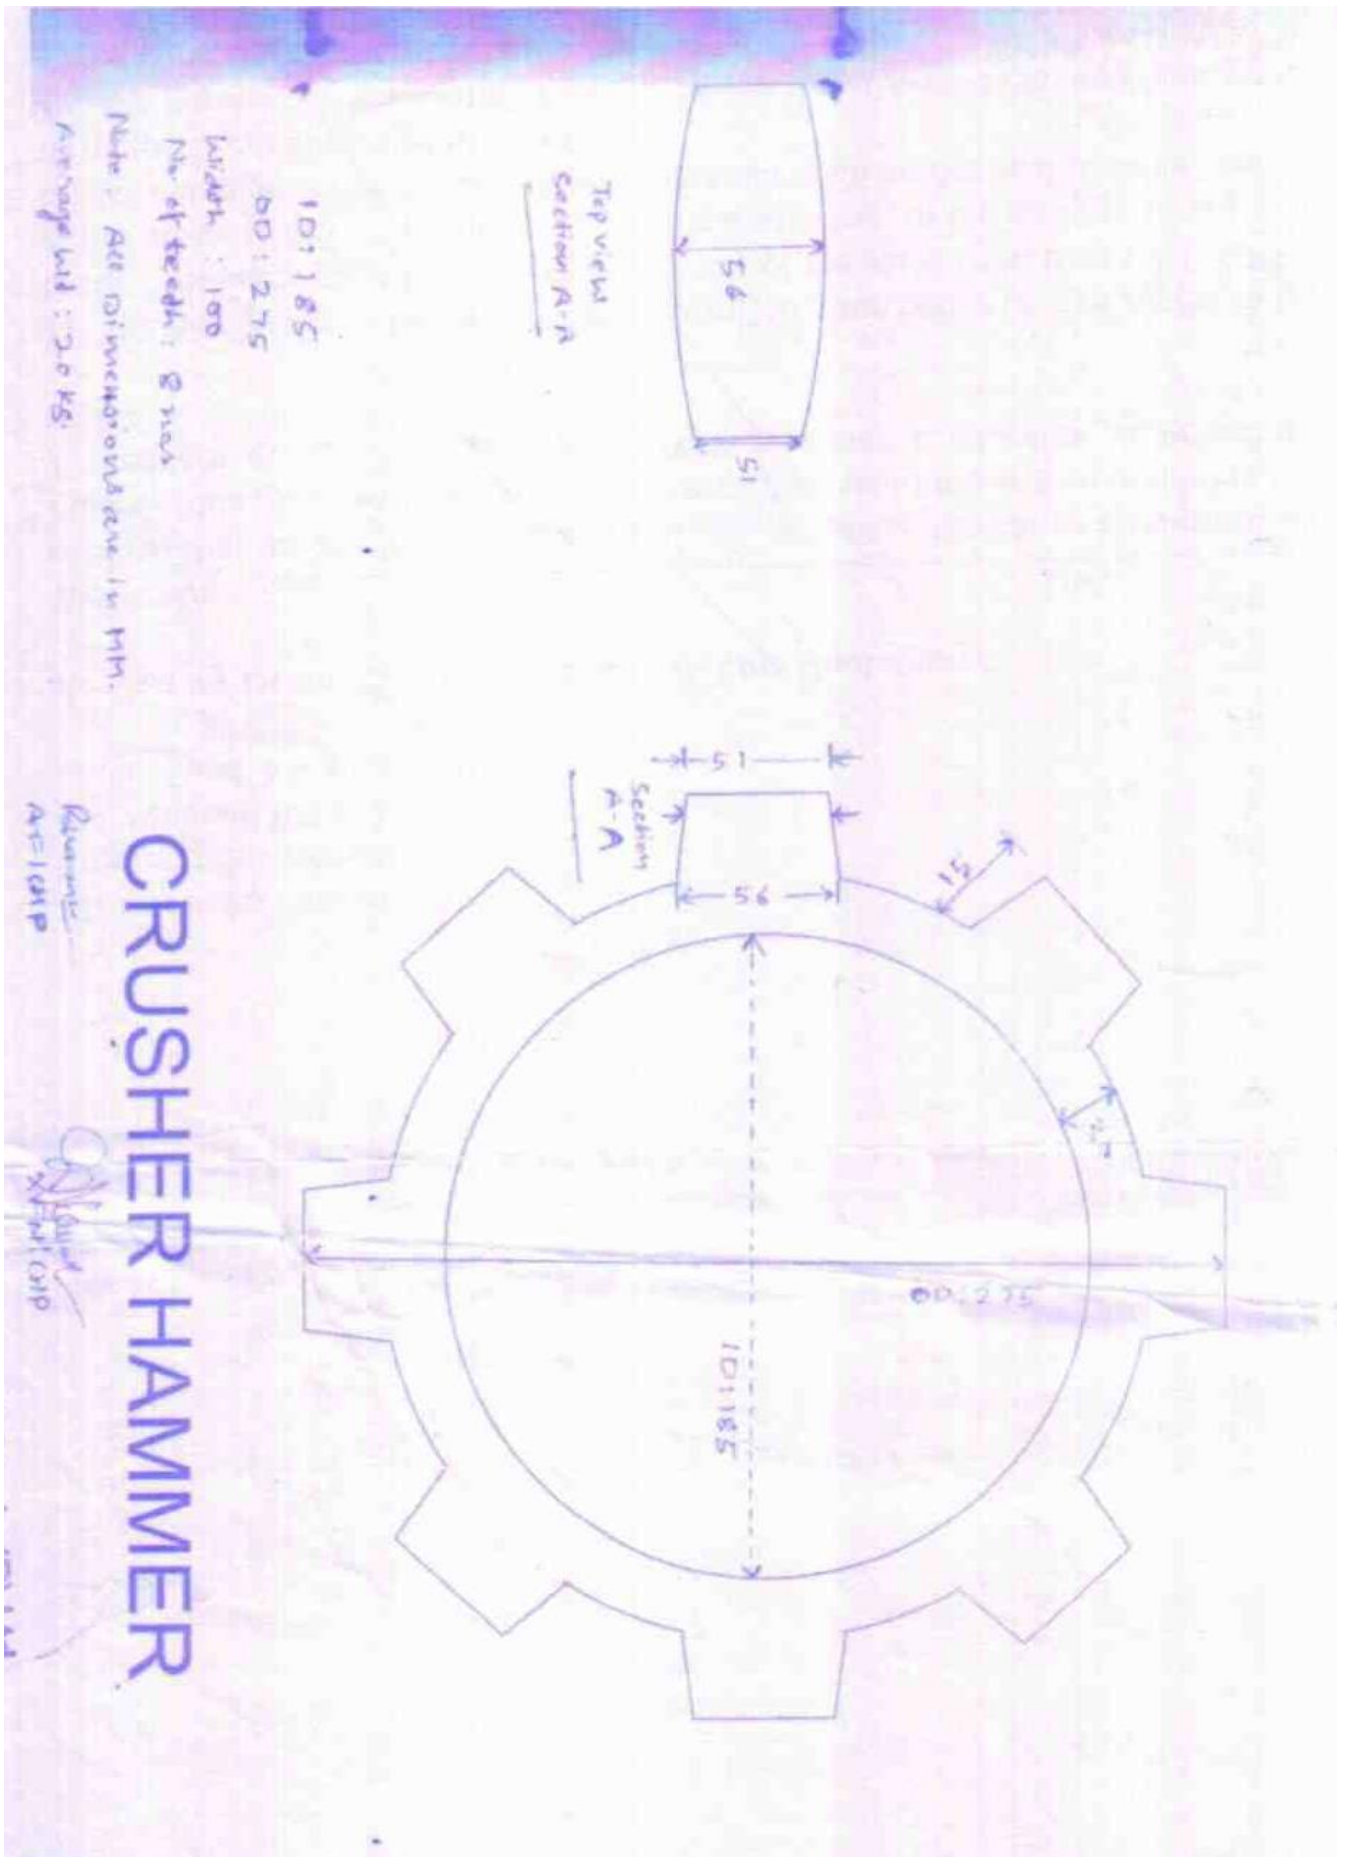 Top view
section A-A
56
51
ID: 185
OD: 275
Width : 100
No of teeth : 8 nos
Note : All Dimensions are in MM.
Average wt : 20 KG.
51
Section
A-A
56
15
27
OD:275
ID:185
CRUSHER HAMMER